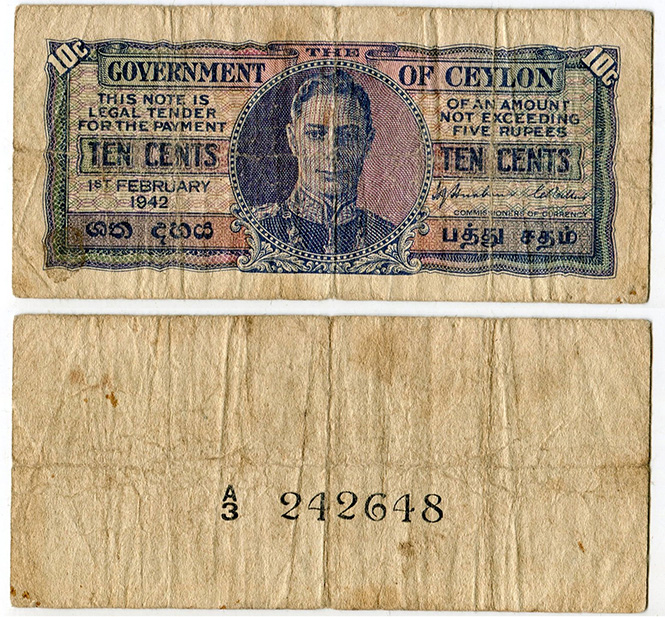 10c THE 10c
GOVERNMENT OF CEYLON
THIS NOTE IS
LEGAL TENDER
FOR THE PAYMENT
OF AN AMOUNT
NOT EXCEEDING
FIVE RUPEES
TEN CENTS TEN CENTS
1ST FEBRUARY
1942
COMMISSIONERS OF CURRENCY
ශත දහය பத்து சதம்
A
3 242648